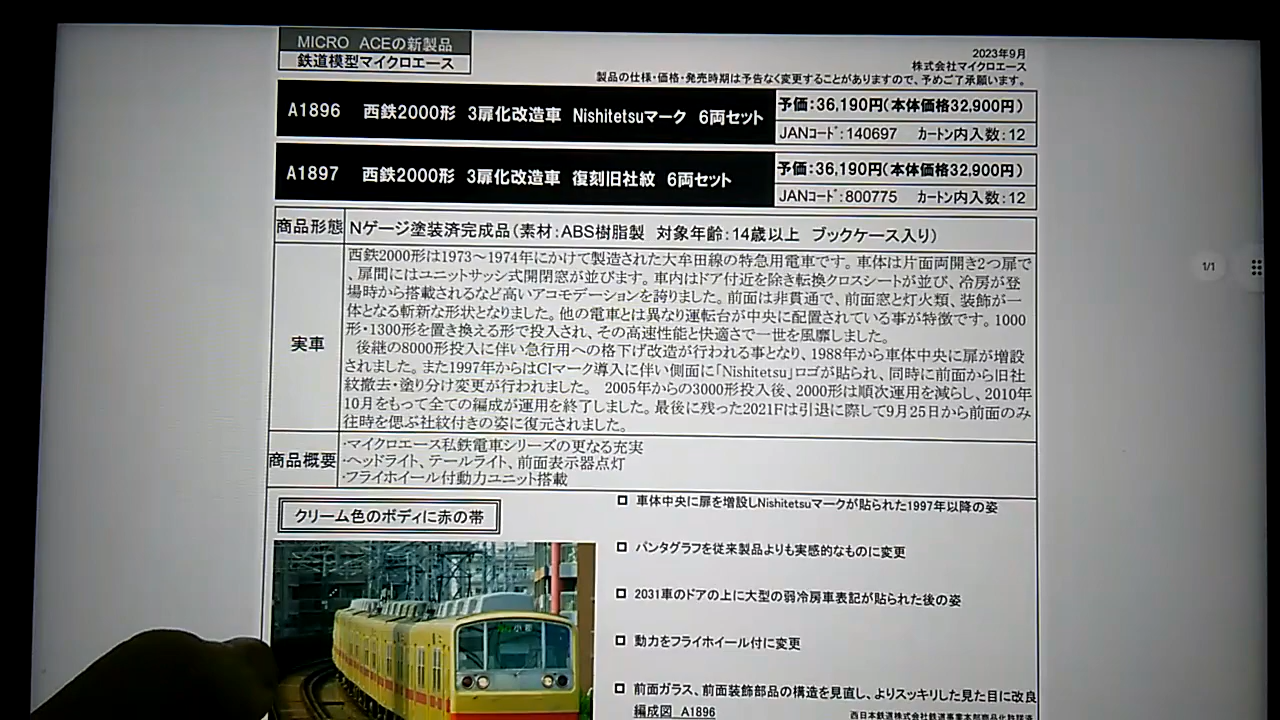 MICRO ACEの新製品
鉄道模型マイクロエース
2023年9月
株式会社マイクロエース
製品の仕様・価格・発売時期は予告なく変更することがありますので、予めご了承願います。
A1896 西鉄2000形 3扉化改造車 Nishitetsuマーク 6両セット
予価:36,190円(本体価格32,900円)
JANコード:140697 カートン内入数:12
A1897 西鉄2000形 3扉化改造車 復刻旧社紋 6両セット
予価:36,190円(本体価格32,900円)
JANコード:800775 カートン内入数:12
商品形態
Nゲージ塗装済完成品(素材:ABS樹脂製 対象年齢:14歳以上 ブックケース入り)
実車
西鉄2000形は1973〜1974年にかけて製造された大牟田線の特急用電車です。車体は片面両開き2つ扉で
、扉間にはユニットサッシ式開閉窓が並びます。車内はドア付近を除き転換クロスシートが並び、冷房が登
場時から搭載されるなど高いアコモデーションを誇りました。前面は非貫通で、前面窓と灯火類、装飾が一
体となる斬新な形状となりました。他の電車とは異なり運転台が中央に配置されている事が特徴です。1000
形・1300形を置き換える形で投入され、その高速性能と快適さで一世を風靡しました。
後継の8000形投入に伴い急行用への格下げ改造が行われる事となり、1988年から車体中央に扉が増設
されました。また1997年からはCIマーク導入に伴い側面に「Nishitetsu」ロゴが貼られ、同時に前面から旧社
紋撤去・塗り分け変更が行われました。 2005年からの3000形投入後、2000形は順次運用を減らし、2010年
10月をもって全ての編成が運用を終了しました。最後に残った2021Fは引退に際して9月25日から前面のみ
往時を偲ぶ社紋付きの姿に復元されました。
商品概要
・マイクロエース私鉄電車シリーズの更なる充実
・ヘッドライト、テールライト、前面表示器点灯
・フライホイール付動力ユニット搭載
クリーム色のボディに赤の帯
□ 車体中央に扉を増設しNishitetsuマークが貼られた1997年以降の姿
□ パンタグラフを従来製品よりも実感的なものに変更
□ 2031車のドアの上に大型の弱冷房車表記が貼られた後の姿
□ 動力をフライホイール付に変更
□ 前面ガラス、前面装飾部品の構造を見直し、よりスッキリした見た目に改良
編成図 A1896
西日本鉄道株式会社鉄道事業本部商品化許諾済
1/1